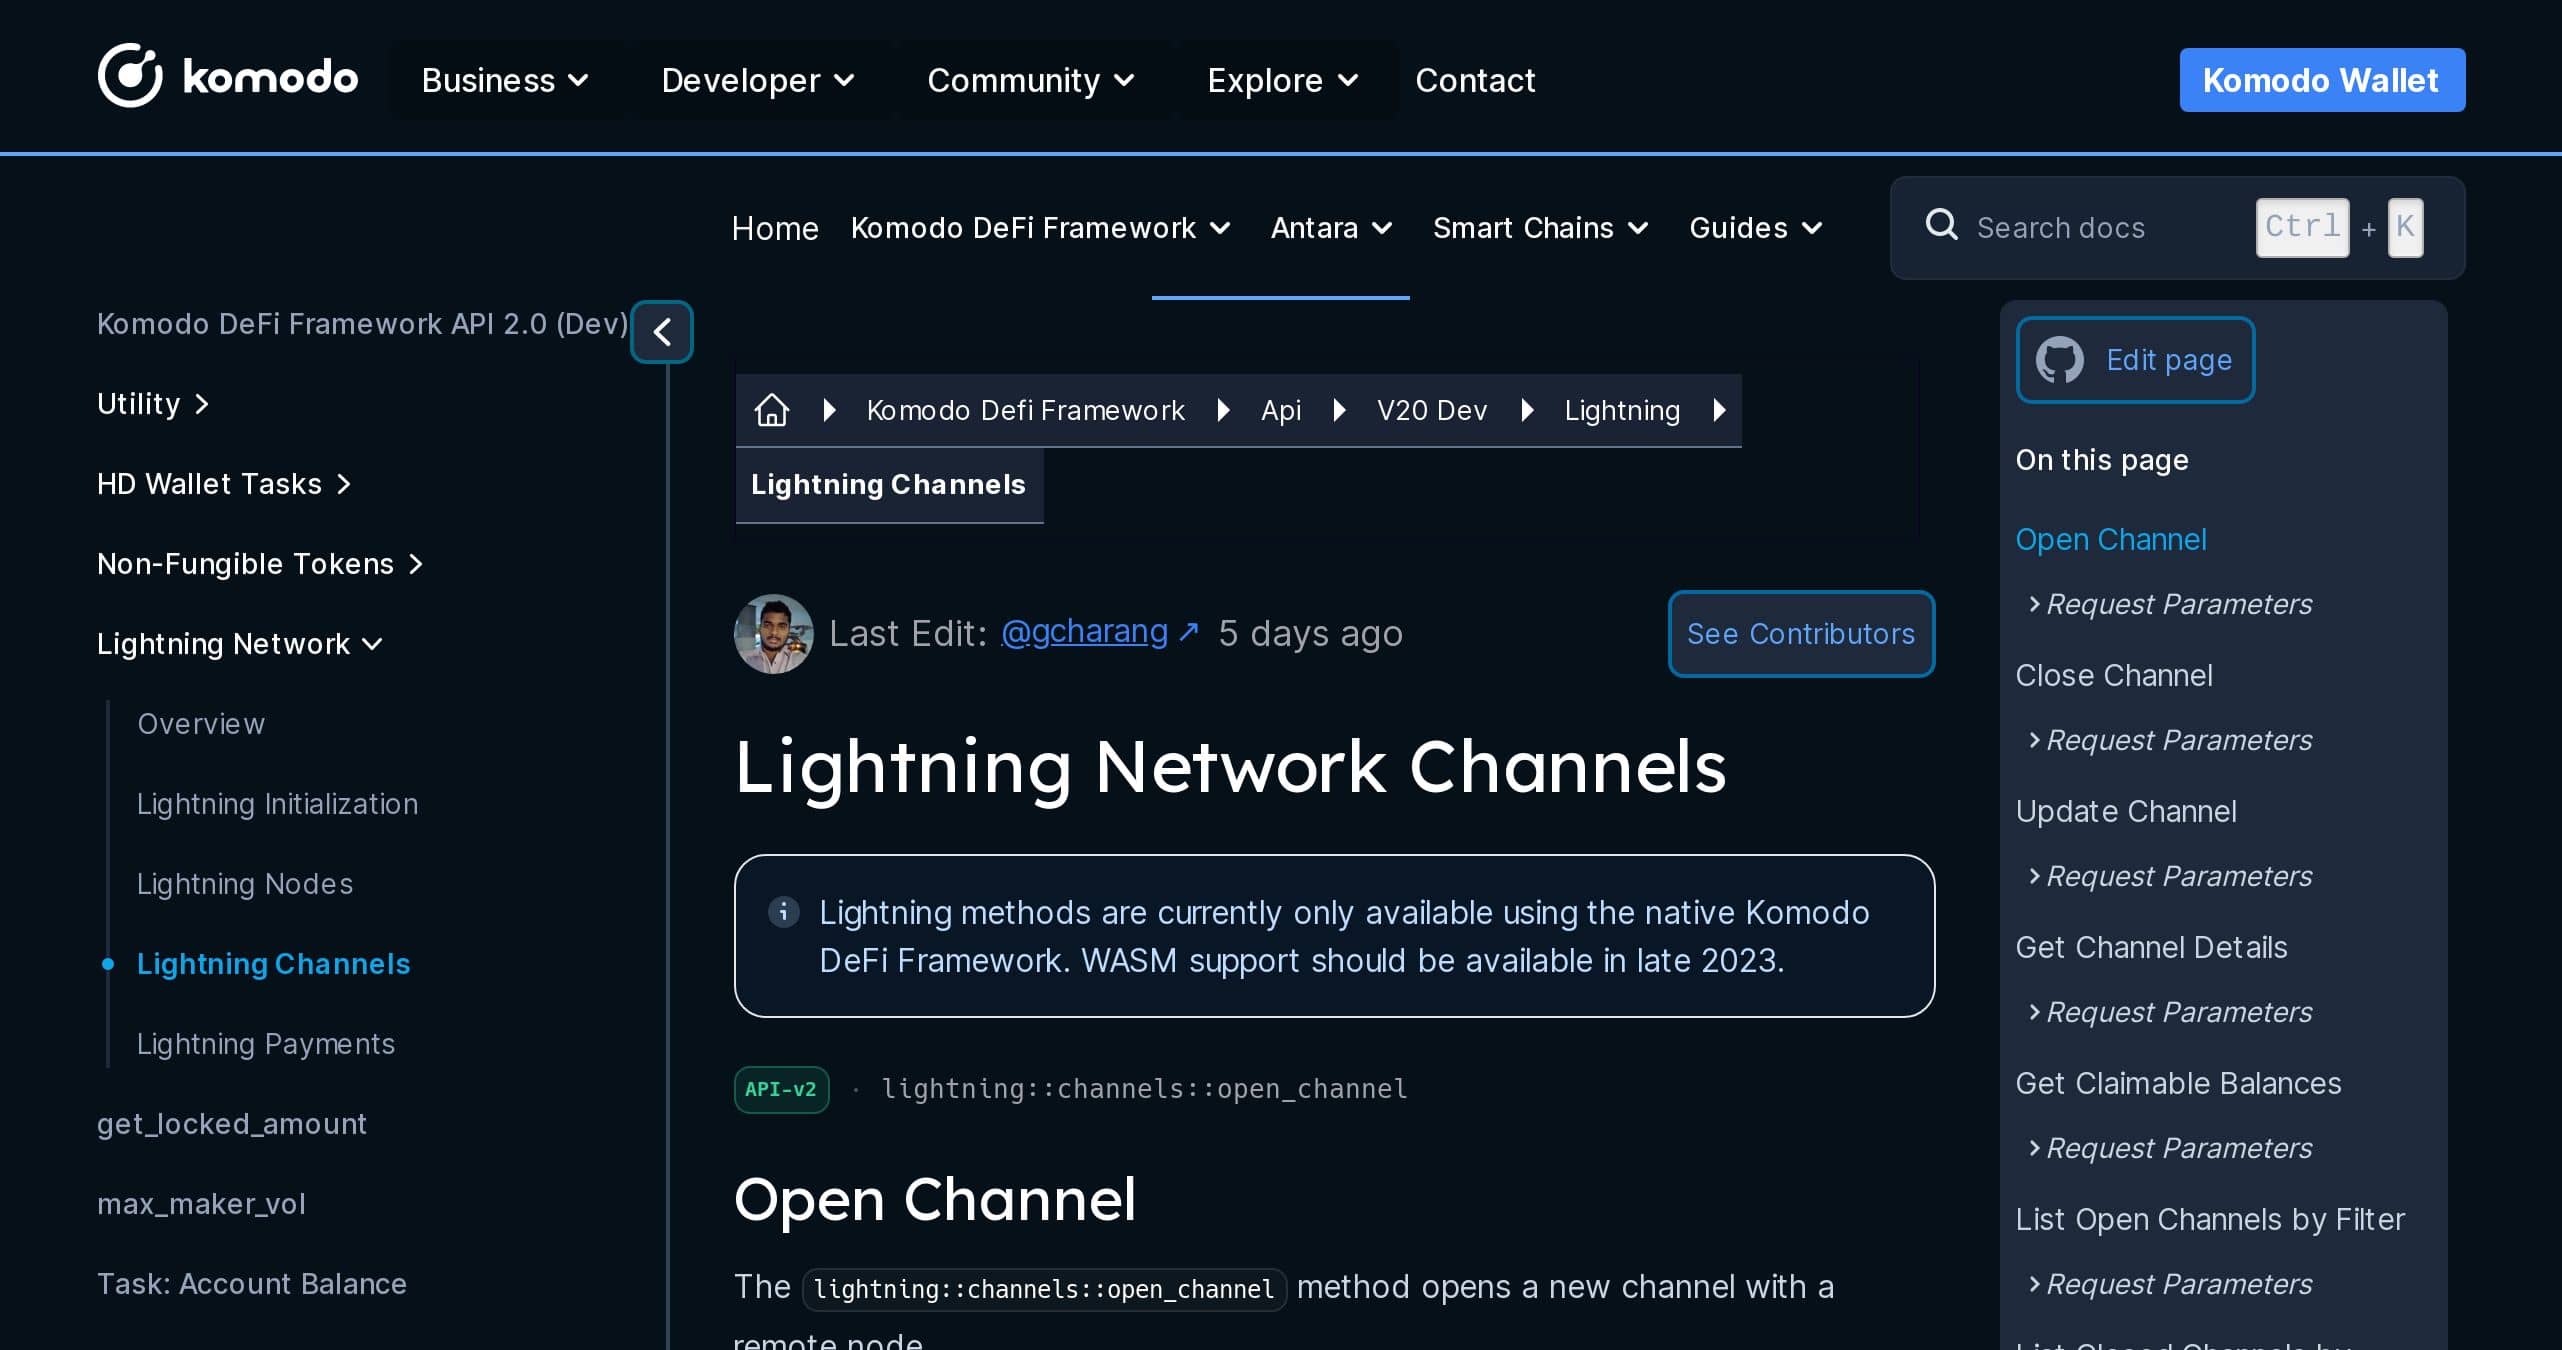 komodo
Business
Developer
Community
Explore
Contact
Komodo Wallet
Home
Komodo DeFi Framework
Antara
Smart Chains
Guides
Search docs
Ctrl + K
Komodo DeFi Framework API 2.0 (Dev)
Utility
HD Wallet Tasks
Non-Fungible Tokens
Lightning Network
Overview
Lightning Initialization
Lightning Nodes
Lightning Channels
Lightning Payments
get_locked_amount
max_maker_vol
Task: Account Balance
Komodo Defi Framework
Api
V20 Dev
Lightning
Lightning Channels
Last Edit: @gcharang ↗ 5 days ago
See Contributors
Lightning Network Channels
Lightning methods are currently only available using the native Komodo
DeFi Framework. WASM support should be available in late 2023.
API-v2 · lightning::channels::open_channel
Open Channel
The lightning::channels::open_channel method opens a new channel with a
remote node.
Edit page
On this page
Open Channel
Request Parameters
Close Channel
Request Parameters
Update Channel
Request Parameters
Get Channel Details
Request Parameters
Get Claimable Balances
Request Parameters
List Open Channels by Filter
Request Parameters
List Closed Channels by